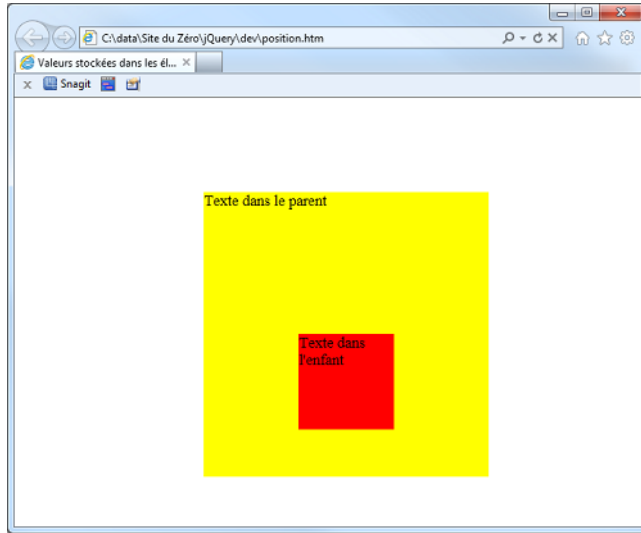 C:\data\Site du Zéro\jQuery\dev\position.htm
Valeurs stockées dans les él...
x Snagit
Texte dans le parent
Texte dans
l'enfant